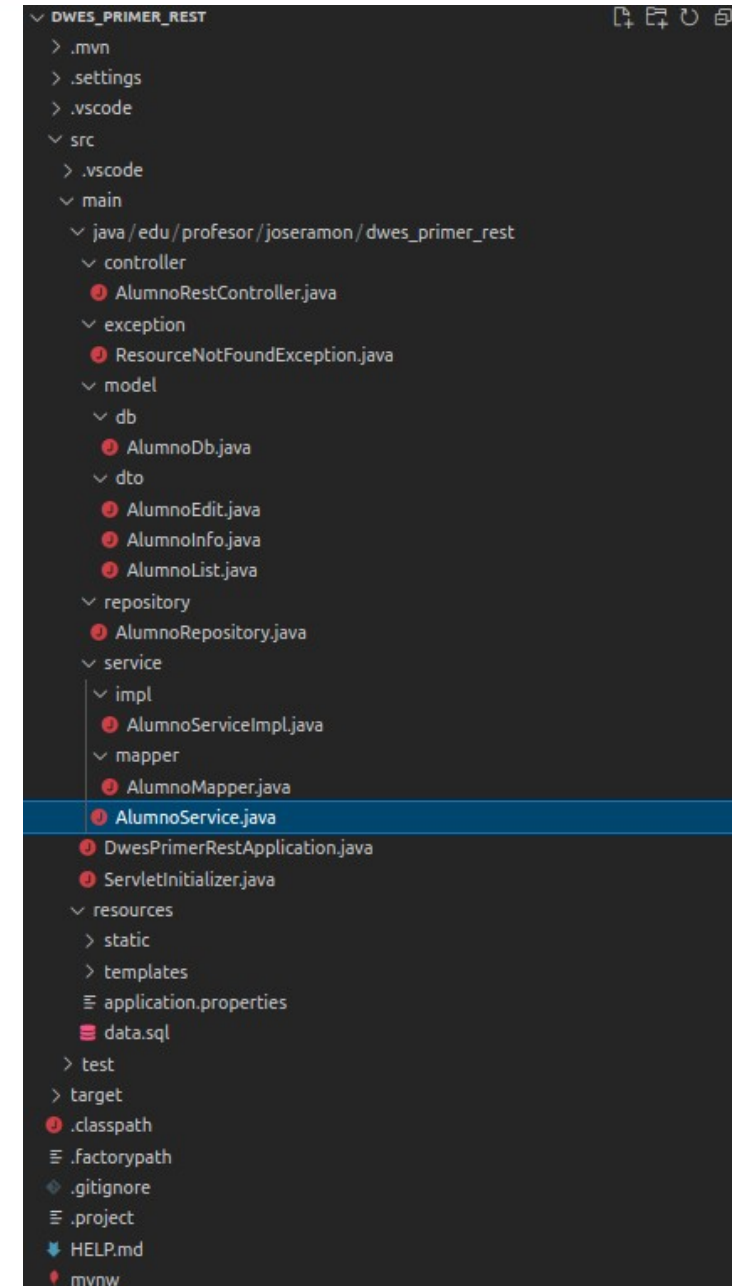 DWES_PRIMER_REST
.mvn
.settings
.vscode
src
.vscode
main
java/edu/profesor/joseramon/dwes_primer_rest
controller
AlumnoRestController.java
exception
ResourceNotFoundException.java
model
db
AlumnoDb.java
dto
AlumnoEdit.java
AlumnoInfo.java
AlumnoList.java
repository
AlumnoRepository.java
service
impl
AlumnoServiceImpl.java
mapper
AlumnoMapper.java
AlumnoService.java
DwesPrimerRestApplication.java
ServletInitializer.java
resources
static
templates
application.properties
data.sql
test
target
.classpath
.factorypath
.gitignore
.project
HELP.md
mvnw